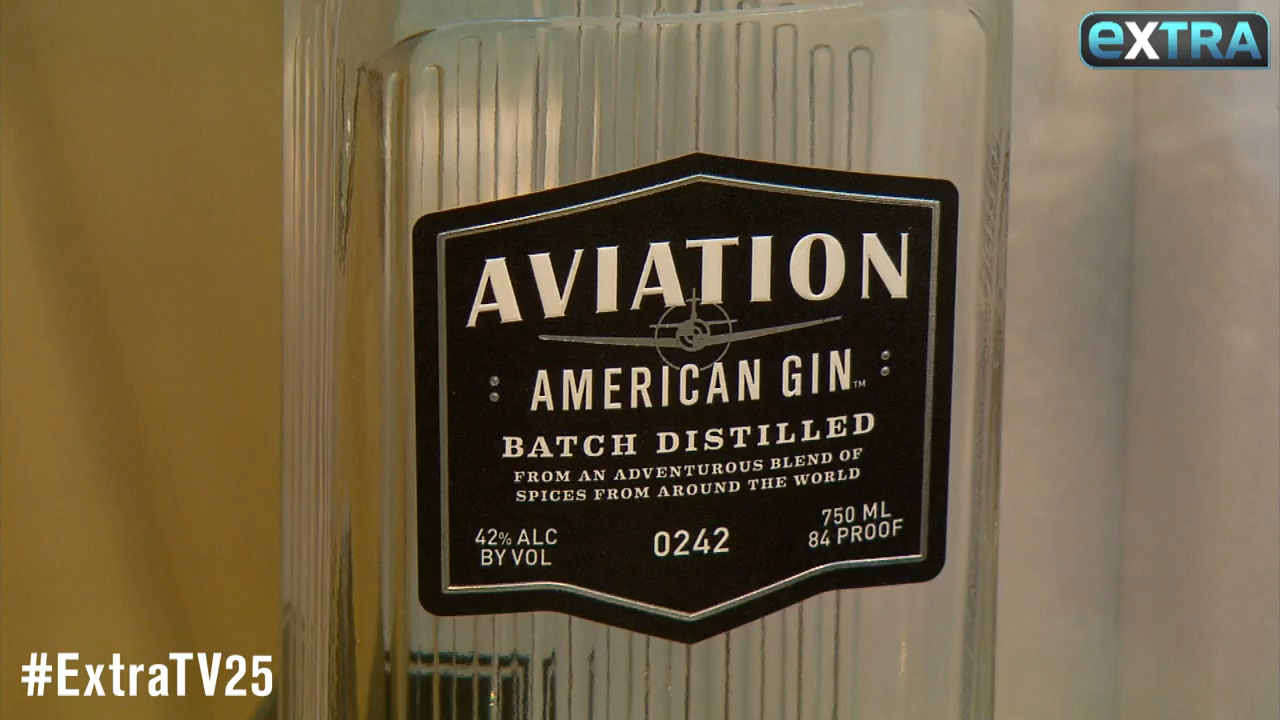 eXTRA
AVIATION
AMERICAN GIN™
BATCH DISTILLED
FROM AN ADVENTUROUS BLEND OF
SPICES FROM AROUND THE WORLD
42% ALC
BY VOL
0242
750 ML
84 PROOF
#ExtraTV25